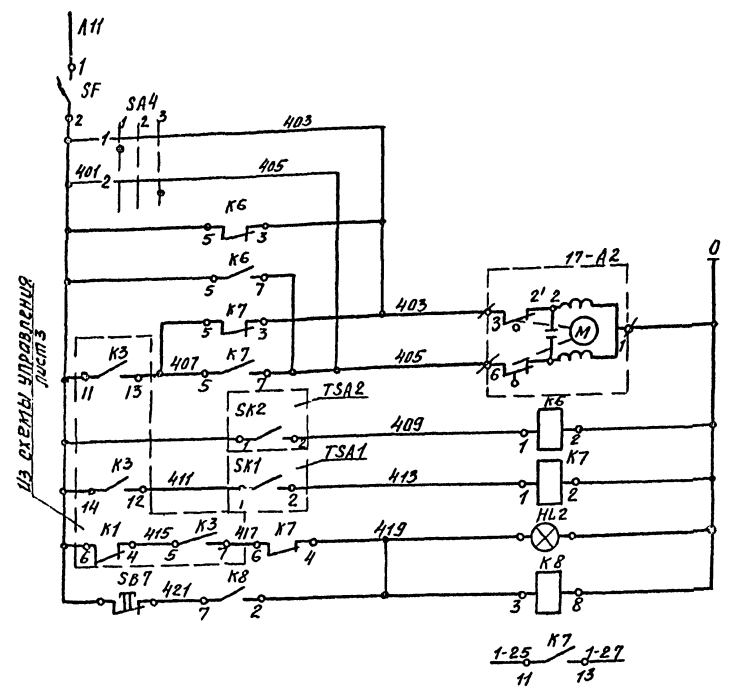 А11
1
SF
2
SA4
1 2 3
1
403
401
2
405
К6
5 3
К6
5 7
17-А2
0
К7
5 3
403
3
2' 2
М
1
К3
11 13
407
К7
5 7
405
6
Из схемы управления
лист 3
SK2
TSA2
1 2
409
К6
1 2
К3
14 12
411
SK1
TSA1
1 2
413
К7
1 2
К1
6 4
415
К3
5 7
417
К7
6 4
419
HL2
SB7
421
К8
7 2
К8
3 8
1-25
К7
1-27
11 13